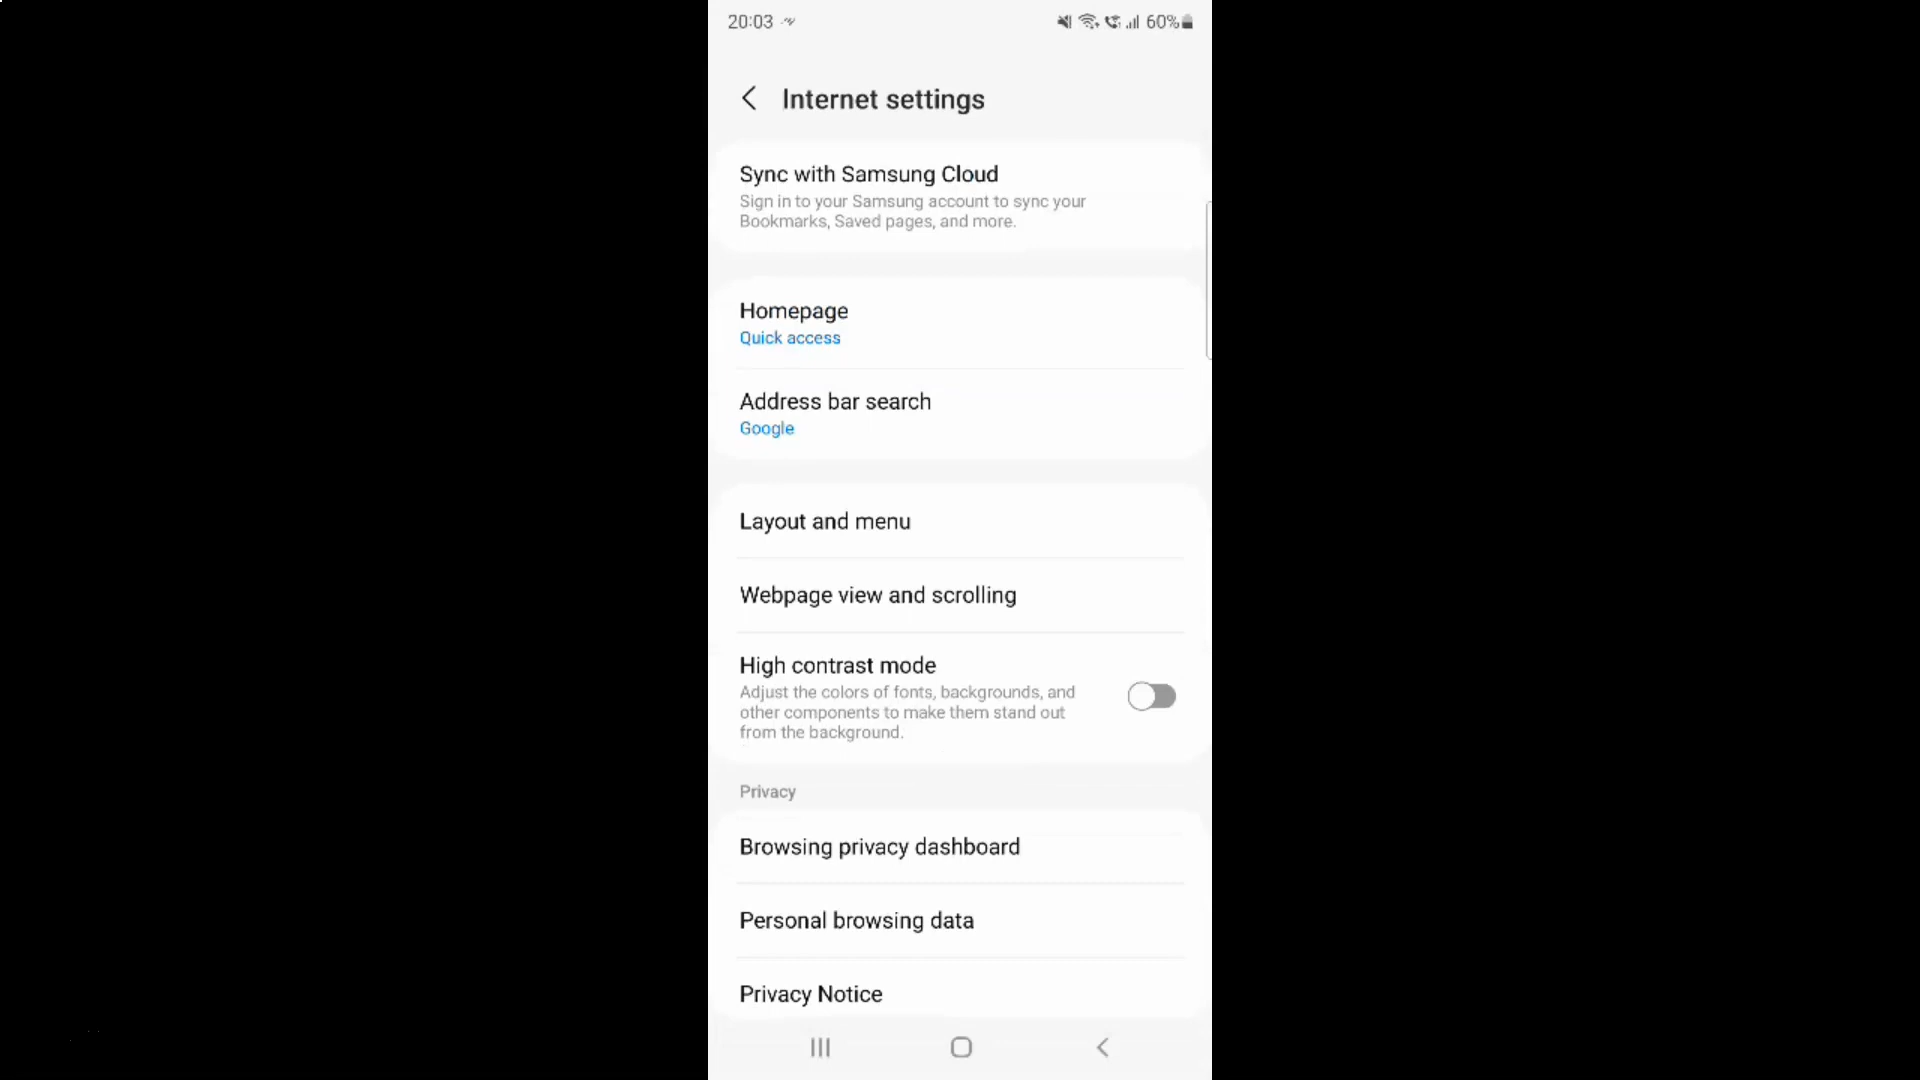 20:03 60%
Internet settings
Sync with Samsung Cloud
Sign in to your Samsung account to sync your
Bookmarks, Saved pages, and more.
Homepage
Quick access
Address bar search
Google
Layout and menu
Webpage view and scrolling
High contrast mode
Adjust the colors of fonts, backgrounds, and
other components to make them stand out
from the background.
Privacy
Browsing privacy dashboard
Personal browsing data
Privacy Notice